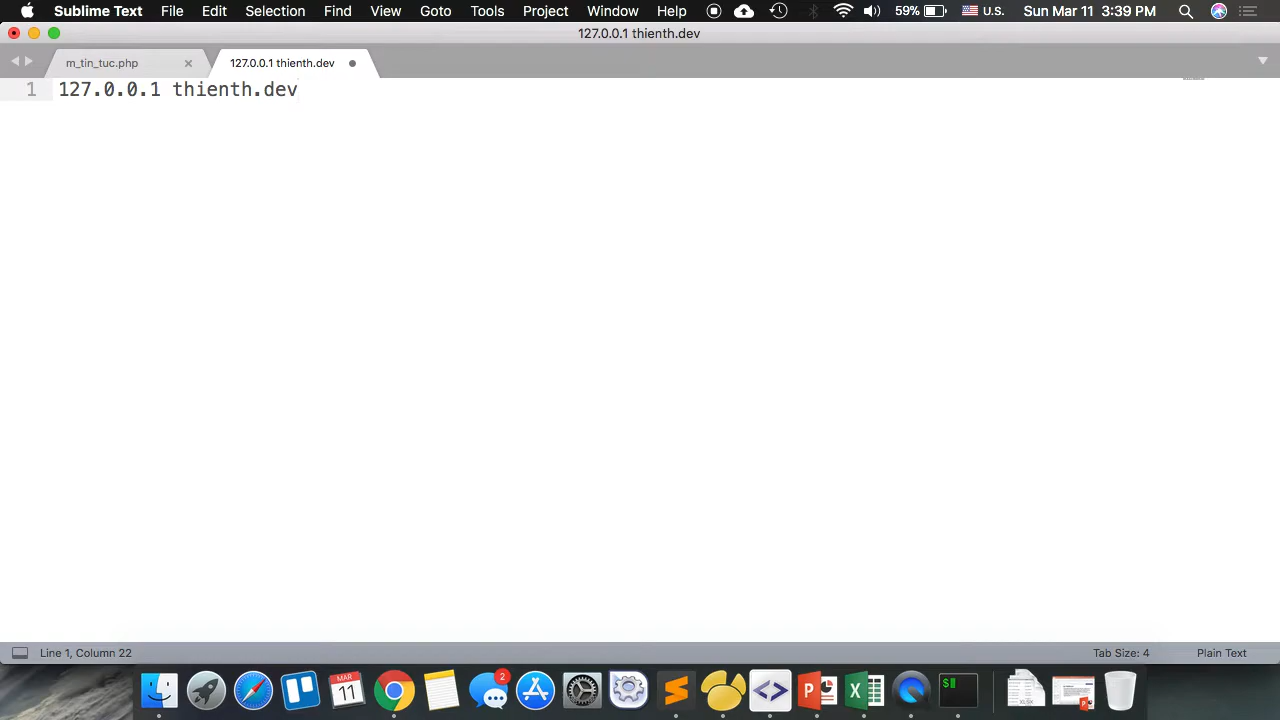 Sublime Text File Edit Selection Find View Goto Tools Project Window Help 59% U.S. Sun Mar 11 3:39 PM
127.0.0.1 thienth.dev
m_tin_tuc.php 127.0.0.1 thienth.dev
1 127.0.0.1 thienth.dev
Line 1, Column 22 Tab Size: 4 Plain Text
MAR
11
2
$
XLSX